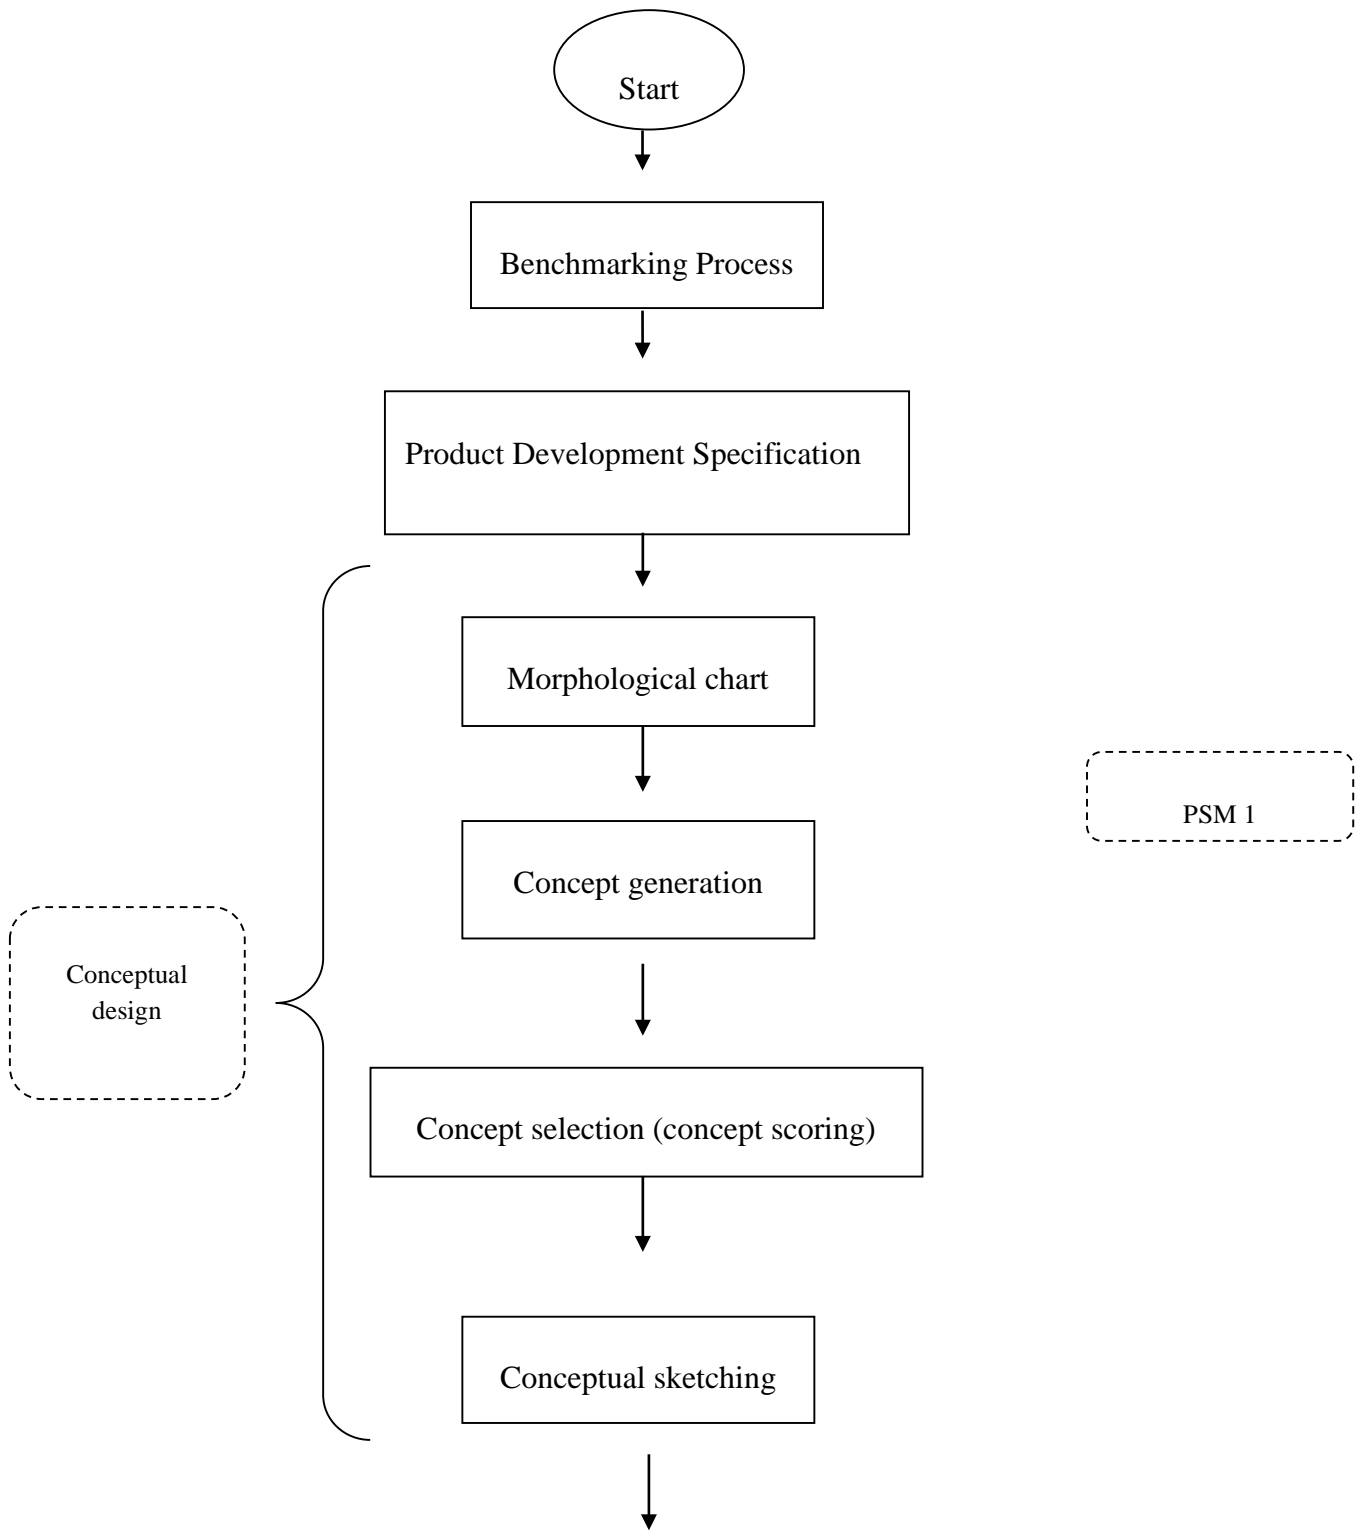 Start
Benchmarking Process
Product Development Specification
Morphological chart
PSM 1
Concept generation
Conceptual
design
Concept selection (concept scoring)
Conceptual sketching